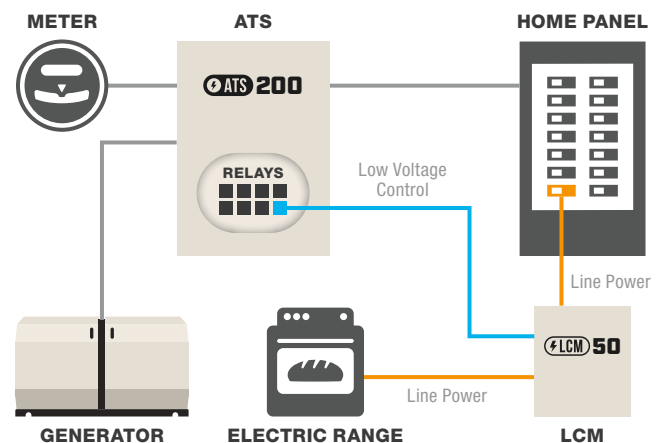 METER
ATS
HOME PANEL
ATS 200
RELAYS
Low Voltage
Control
Line Power
LCM 50
Line Power
GENERATOR
ELECTRIC RANGE
LCM